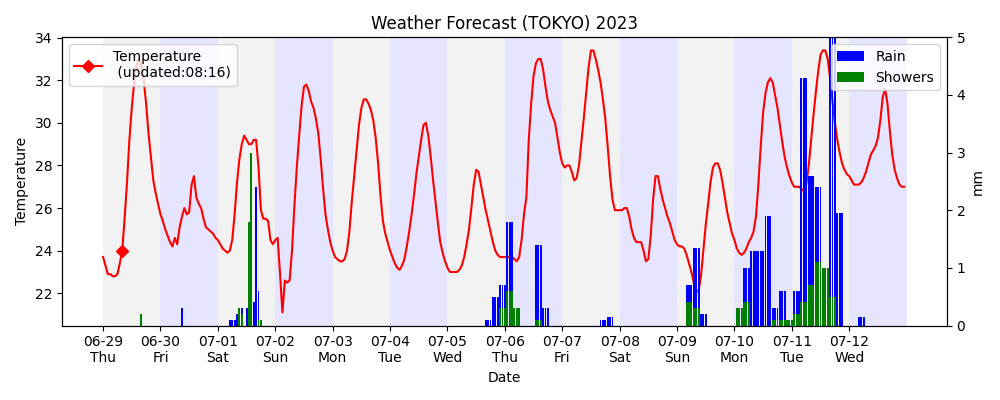 Weather Forecast (TOKYO) 2023
Temperature
(updated:08:16)
Rain
Showers
Temperature
34
32
30
28
26
24
22
5
4
3
2
1
0
mm
06-29 06-30 07-01 07-02 07-03 07-04 07-05 07-06 07-07 07-08 07-09 07-10 07-11 07-12
Thu Fri Sat Sun Mon Tue Wed Thu Fri Sat Sun Mon Tue Wed
Date